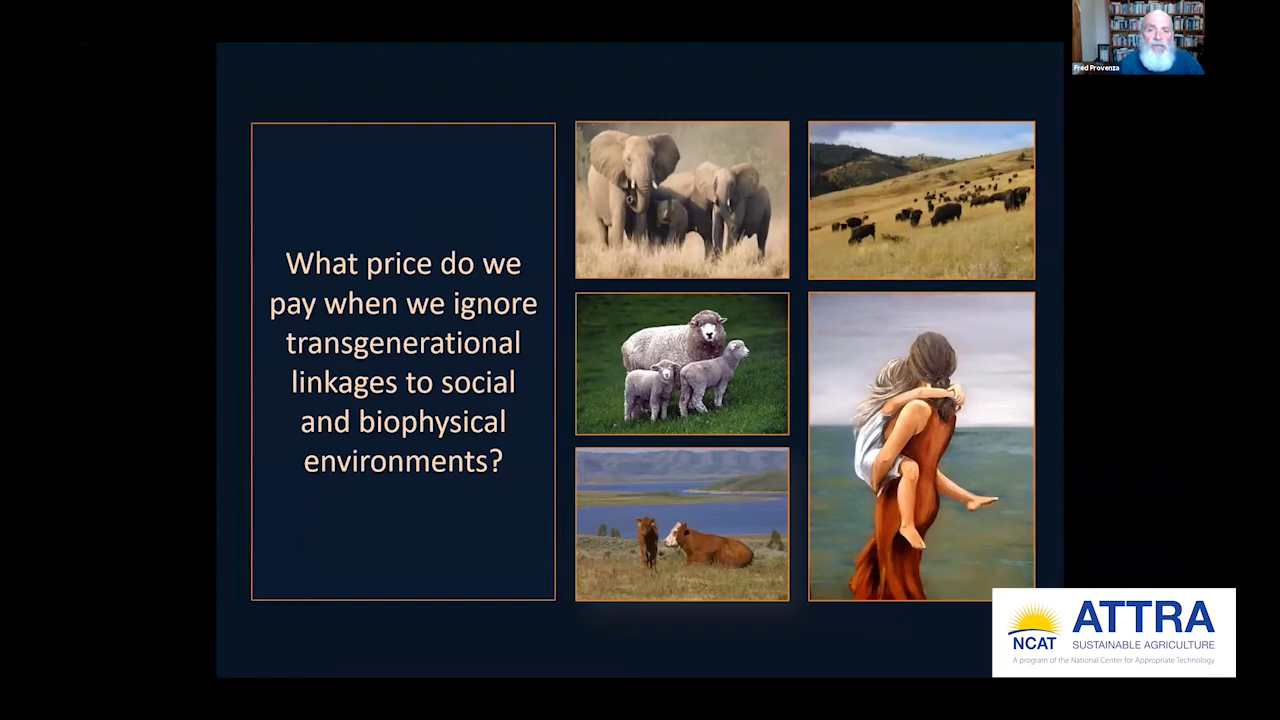 Fred Provenza
What price do we
pay when we ignore
transgenerational
linkages to social
and biophysical
environments?
NCAT
ATTRA
SUSTAINABLE AGRICULTURE
A program of the National Center for Appropriate Technology